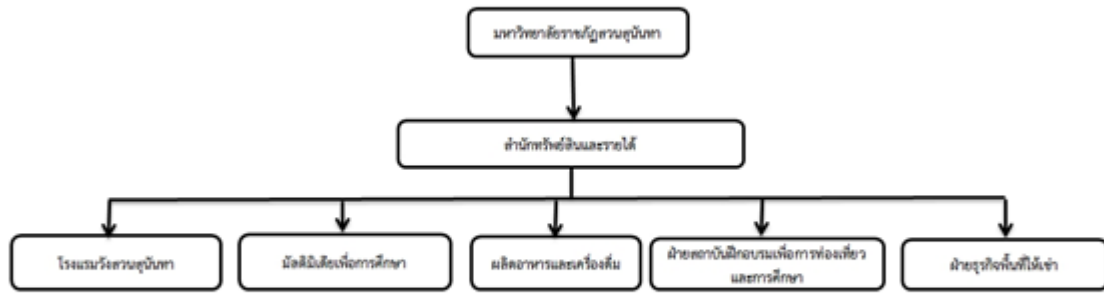 มหาวิทยาลัยราชภัฏสวนสุนันทา
สำนักทรัพย์สินและรายได้
โรงแรมวังสวนสุนันทา
มัลติมิเดียเพื่อการศึกษา
ผลิตอาหารและเครื่องดื่ม
ฝ่ายสถาบันฝึกอบรมเพื่อการท่องเที่ยว
และการศึกษา
ฝ่ายธุรกิจพื้นที่ให้เช่า